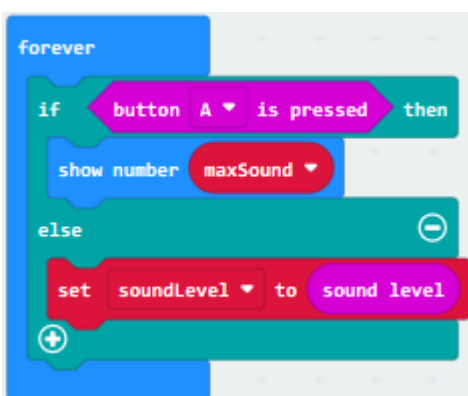 forever
if button A is pressed then
show number maxSound
else
set soundLevel to sound level